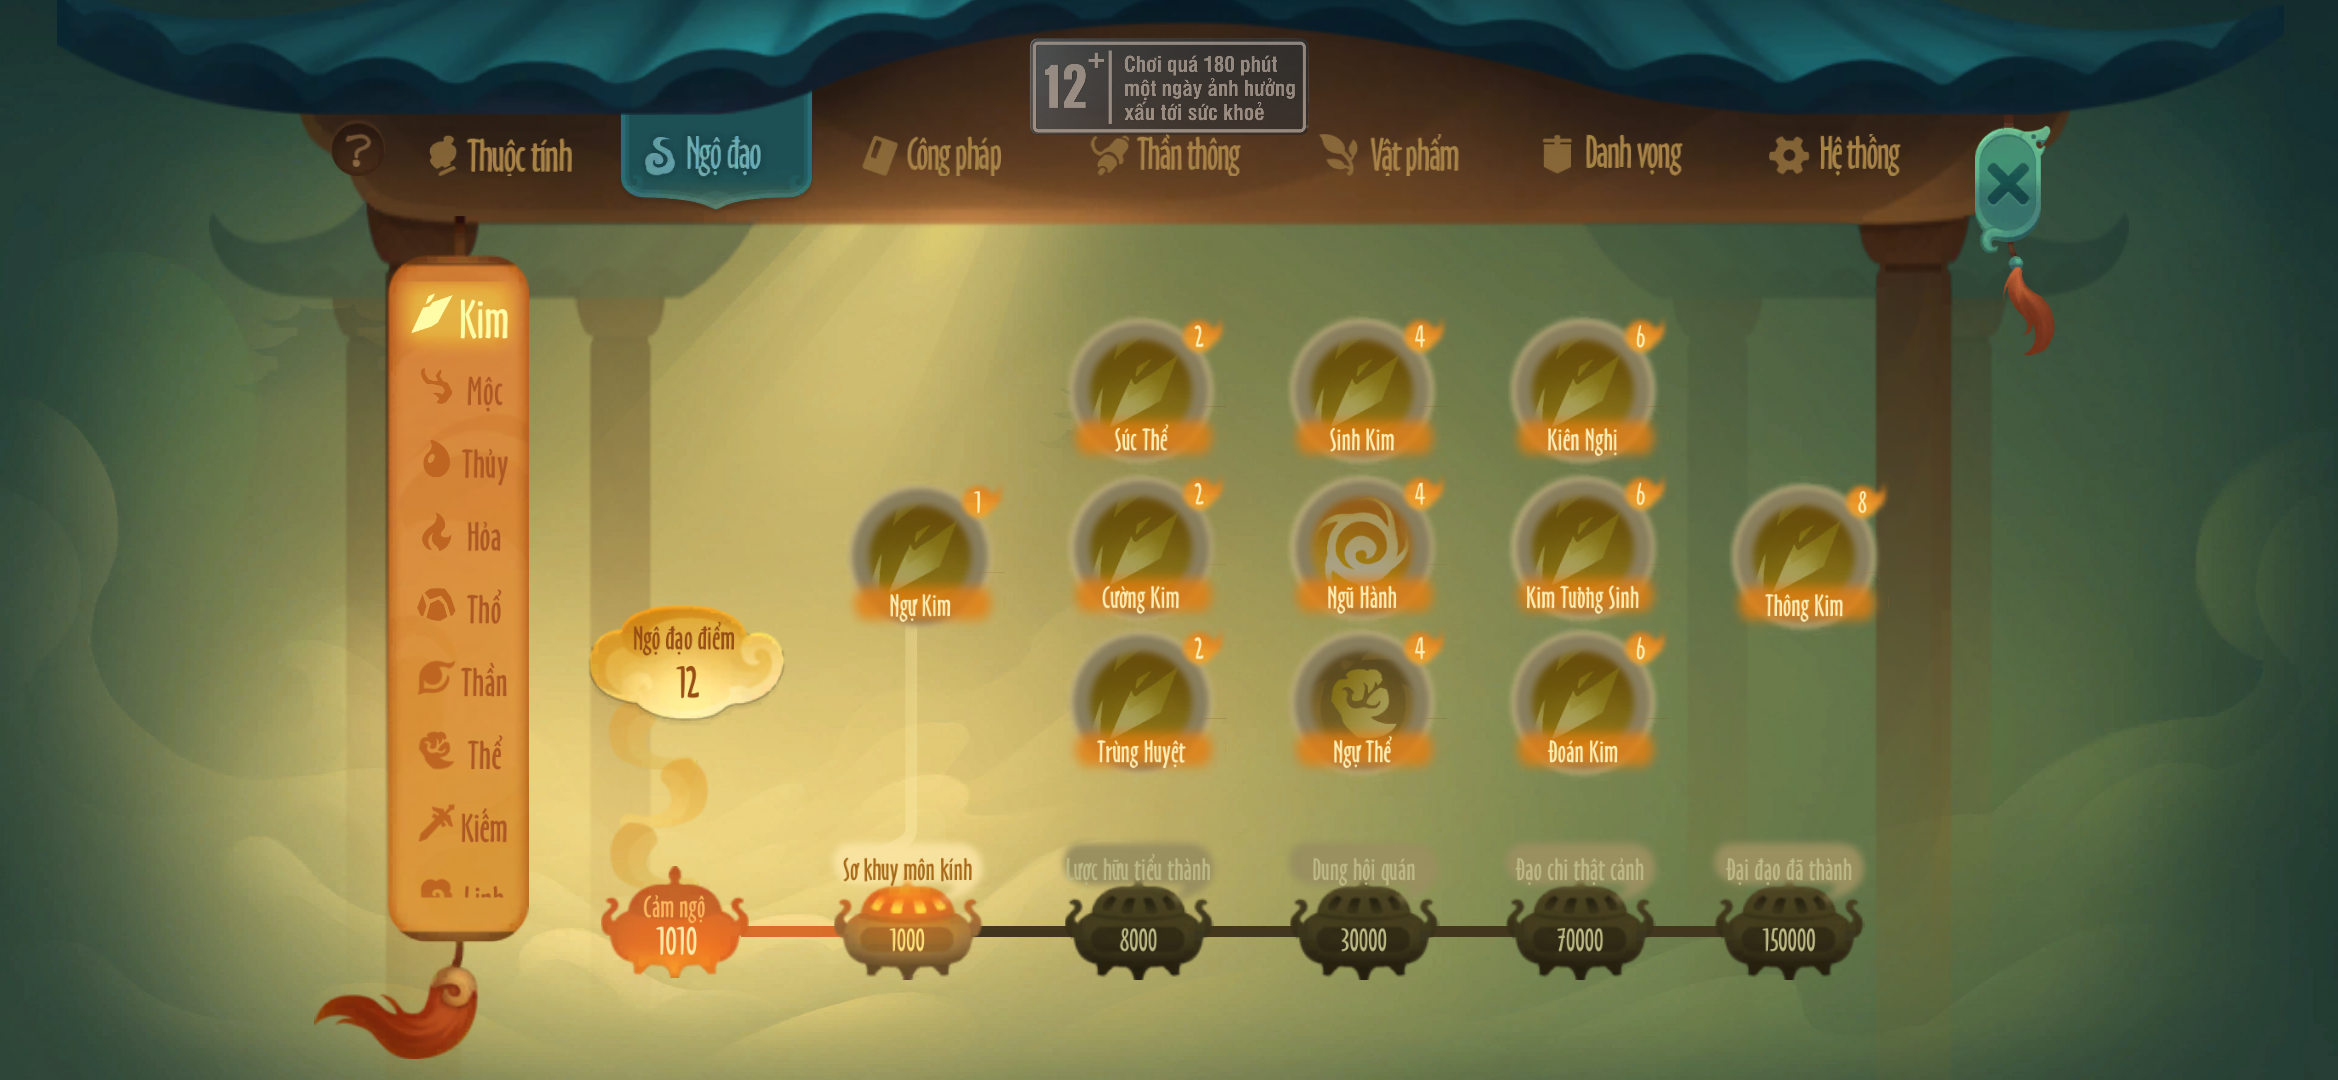 12+
Chơi quá 180 phút
một ngày ảnh hưởng
xấu tới sức khoẻ
?
Thuộc tính
Ngộ đạo
Công pháp
Thần thông
Vật phẩm
Danh vọng
Hệ thống
Kim
Mộc
Thủy
Hỏa
Thổ
Thần
Thể
Kiếm
Linh
Ngộ đạo điểm
12
1
Ngự Kim
2
Súc Thể
4
Sinh Kim
6
Kiên Nghị
2
Cường Kim
4
Ngũ Hành
6
Kim Tương Sinh
8
Thông Kim
2
Trùng Huyệt
4
Ngự Thể
6
Đoán Kim
Sơ khuy môn kính
Lược hữu tiểu thành
Dung hội quán
Đạo chi thật cảnh
Đại đạo đã thành
Cảm ngộ
1010
1000
8000
30000
70000
150000